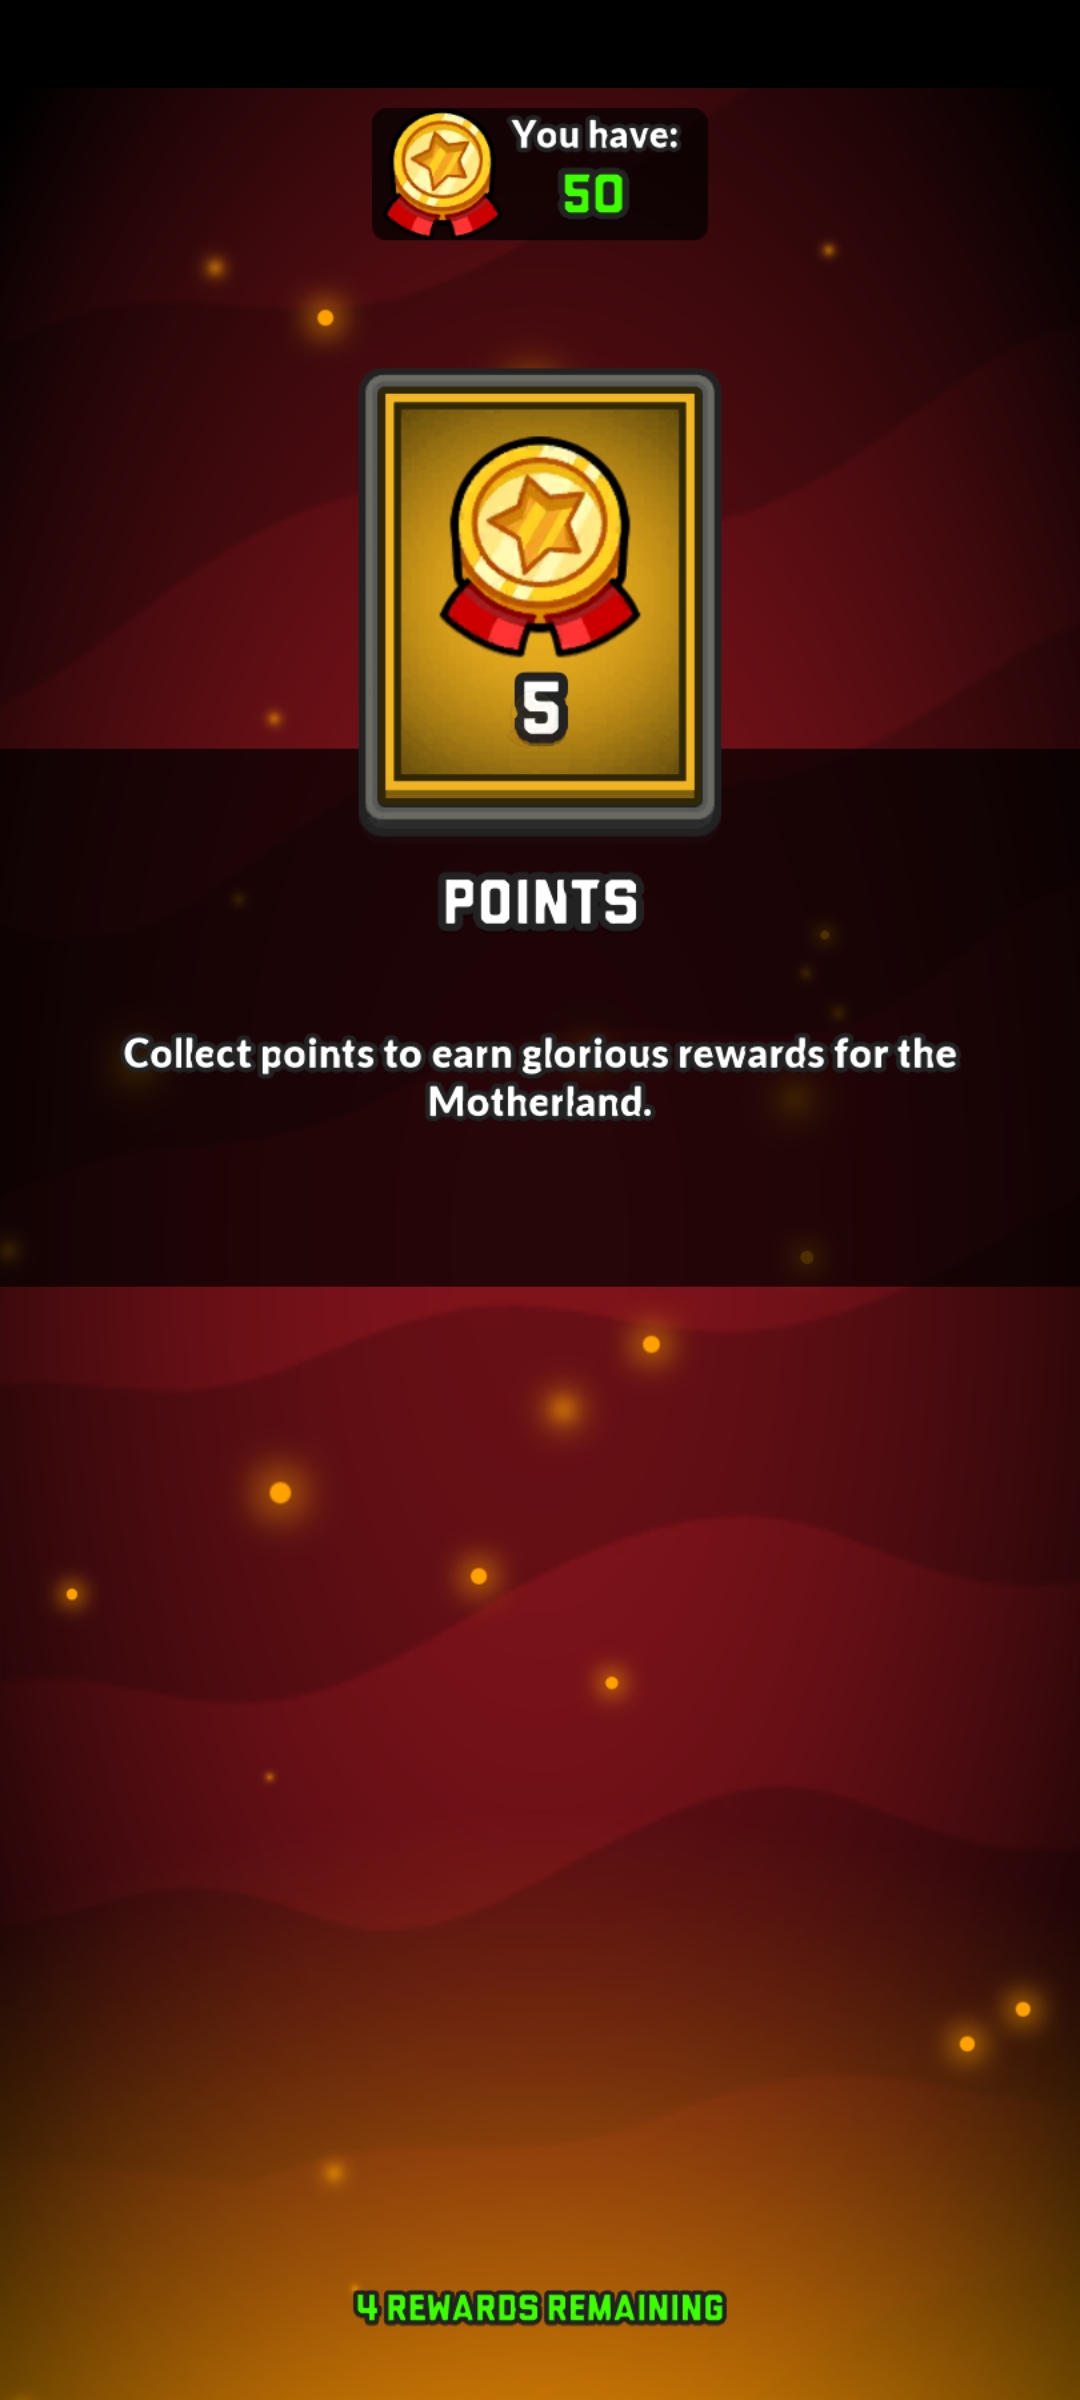 You have:
50
5
POINTS
Collect points to earn glorious rewards for the
Motherland.
4 REWARDS REMAINING